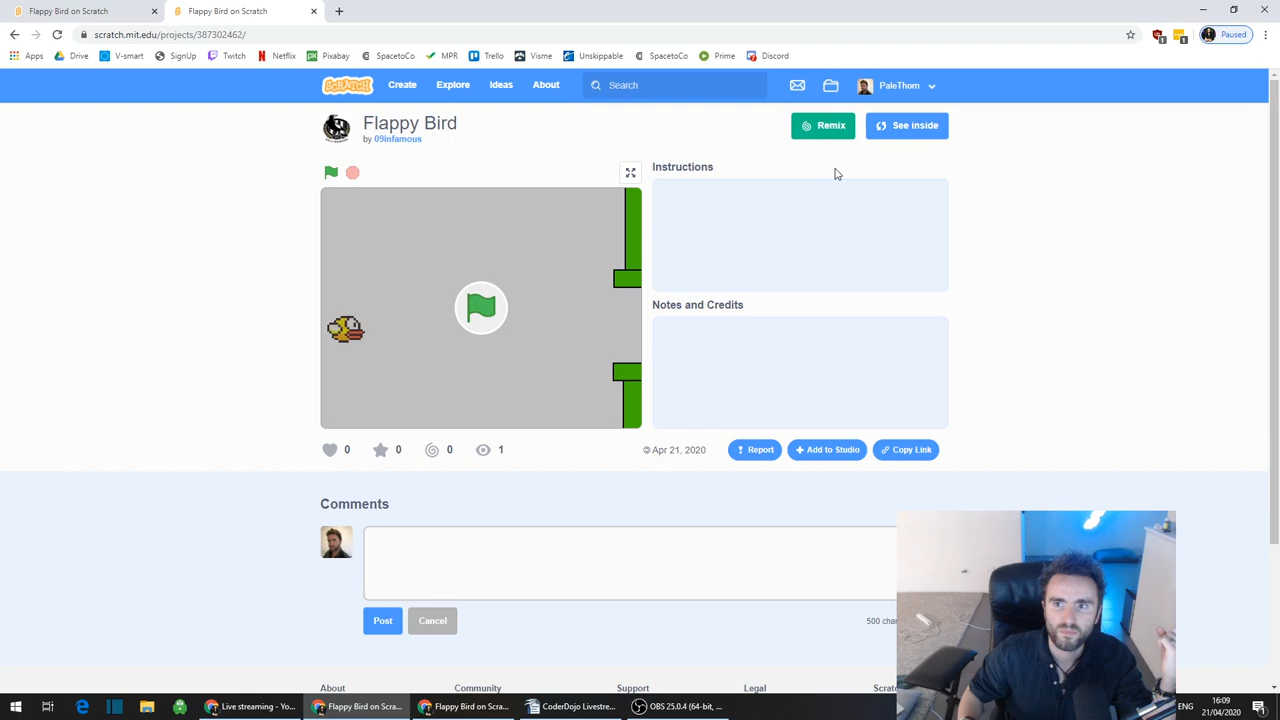 Flappy Bird on Scratch
Flappy Bird on Scratch
scratch.mit.edu/projects/387302462/
1
1
Paused
Apps
Drive
V-smart
SignUp
Twitch
Netflix
Pixabay
SpacetoCo
MPR
Trello
Visme
Unskippable
SpacetoCo
Prime
Discord
SCRATCH
Create
Explore
Ideas
About
Search
PaleThom
Flappy Bird
by 09infamous
Remix
See inside
Instructions
Notes and Credits
0
0
0
1
Apr 21, 2020
Report
Add to Studio
Copy Link
Comments
Post
Cancel
500 char
About
Community
Support
Legal
Scra
Live streaming - Yo...
Flappy Bird on Scra...
Flappy Bird on Scra...
CoderDojo Livestre...
OBS 25.0.4 (64-bit, ...
ENG
16:09
21/04/2020